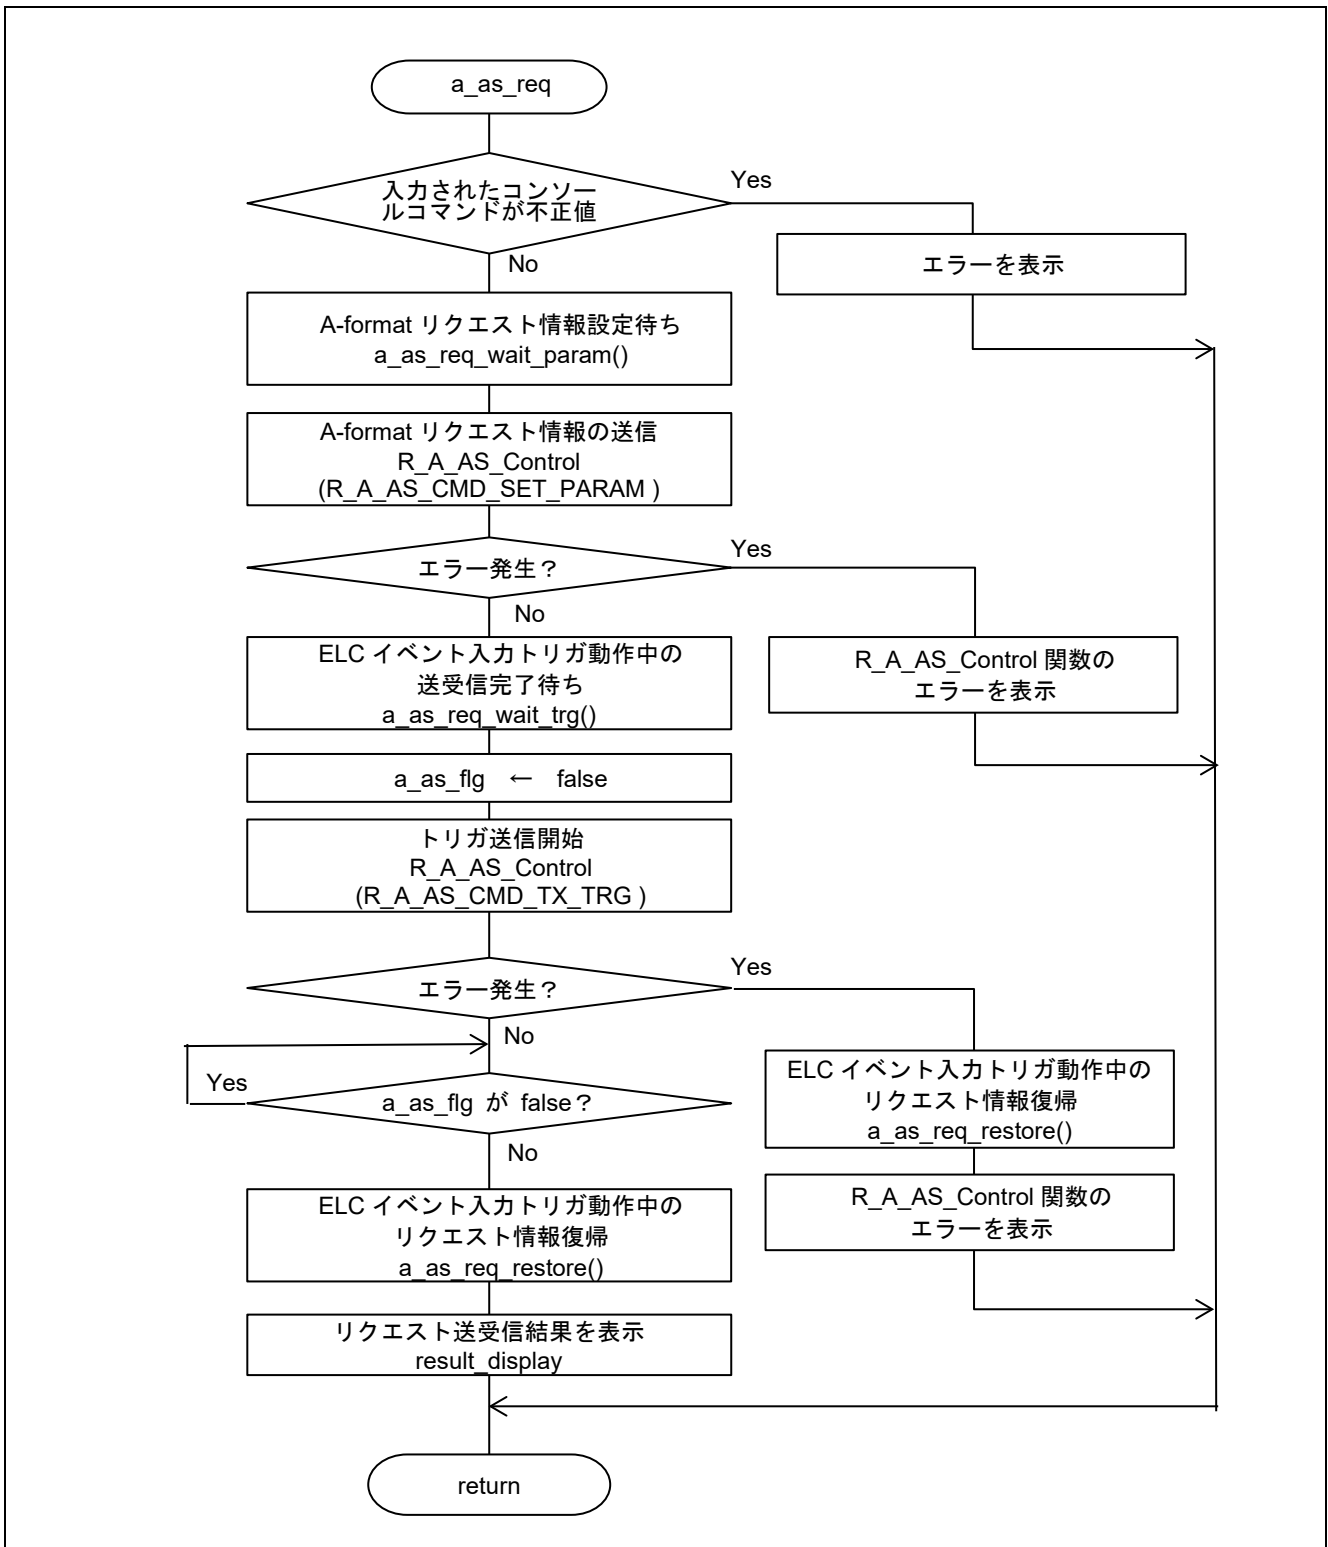 a_as_req
入力されたコンソー
ルコマンドが不正値
Yes
エラーを表示
No
A-format リクエスト情報設定待ち
a_as_req_wait_param()
A-format リクエスト情報の送信
R_A_AS_Control
(R_A_AS_CMD_SET_PARAM )
エラー発生？
Yes
R_A_AS_Control 関数の
エラーを表示
No
ELC イベント入力トリガ動作中の
送受信完了待ち
a_as_req_wait_trg()
a_as_flg ← false
トリガ送信開始
R_A_AS_Control
(R_A_AS_CMD_TX_TRG )
エラー発生？
Yes
ELC イベント入力トリガ動作中の
リクエスト情報復帰
a_as_req_restore()
R_A_AS_Control 関数の
エラーを表示
No
Yes
a_as_flg が false？
No
ELC イベント入力トリガ動作中の
リクエスト情報復帰
a_as_req_restore()
リクエスト送受信結果を表示
result_display
return